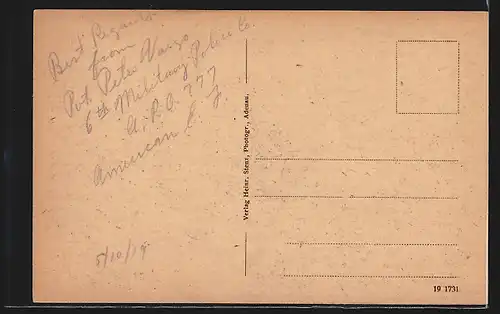 Best Regards
from
Pvt. Peter Vargo
6th Military Police Co.
A.P.O. 777
American E. F.
5/10/19
Verlag Heinr. Stenz, Photogr., Adenau.
19 1731